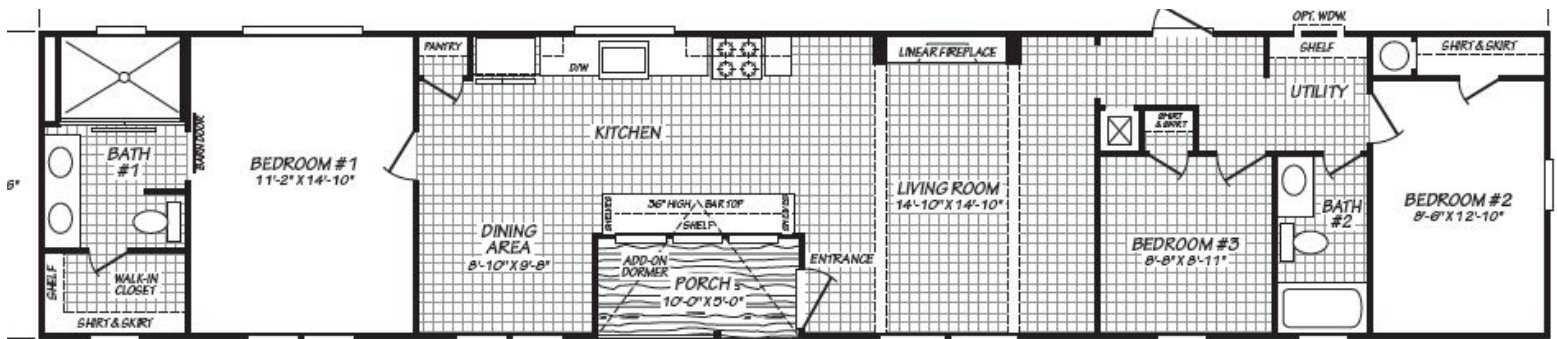 OPT. WDW.
PANTRY
LINEAR FIREPLACE
SHELF
SHIRT & SKIRT
D/W
UTILITY
BARN DOOR
KITCHEN
SHIRT
& SKIRT
BATH
#1
BEDROOM #1
11'-2" X 14'-10"
6"
LIVING ROOM
14'-10" X 14'-10"
BEDROOM #2
8'-6" X 12'-10"
SHELVES
36" HIGH BAR TOP
SHELF
SHELVES
BATH
#2
DINING
AREA
8'-10" X 9'-8"
BEDROOM #3
8'-8" X 8'-11"
ADD-ON
DORMER
ENTRANCE
PORCH
10'-0" X 5'-0"
SHELF
WALK-IN
CLOSET
SHIRT & SKIRT